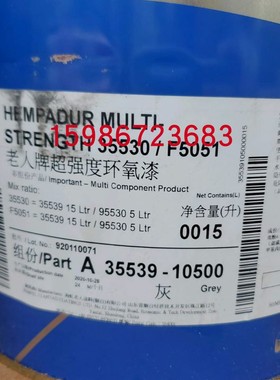 HEMPADUR MULTI-
STRENGTH 35530 / F5051
15986723683
老人牌超强度环氧漆
Important – Multi Component Product
Net Contents(L)
Mix ratio:
35530 = 35539 15 Ltr / 95530 5 Ltr
F5051 = 35539 15 Ltr / 95530 5 Ltr
净含量(升)
0015
Lot No. 920110071
组份/Part A 35539 -10500
灰 Grey